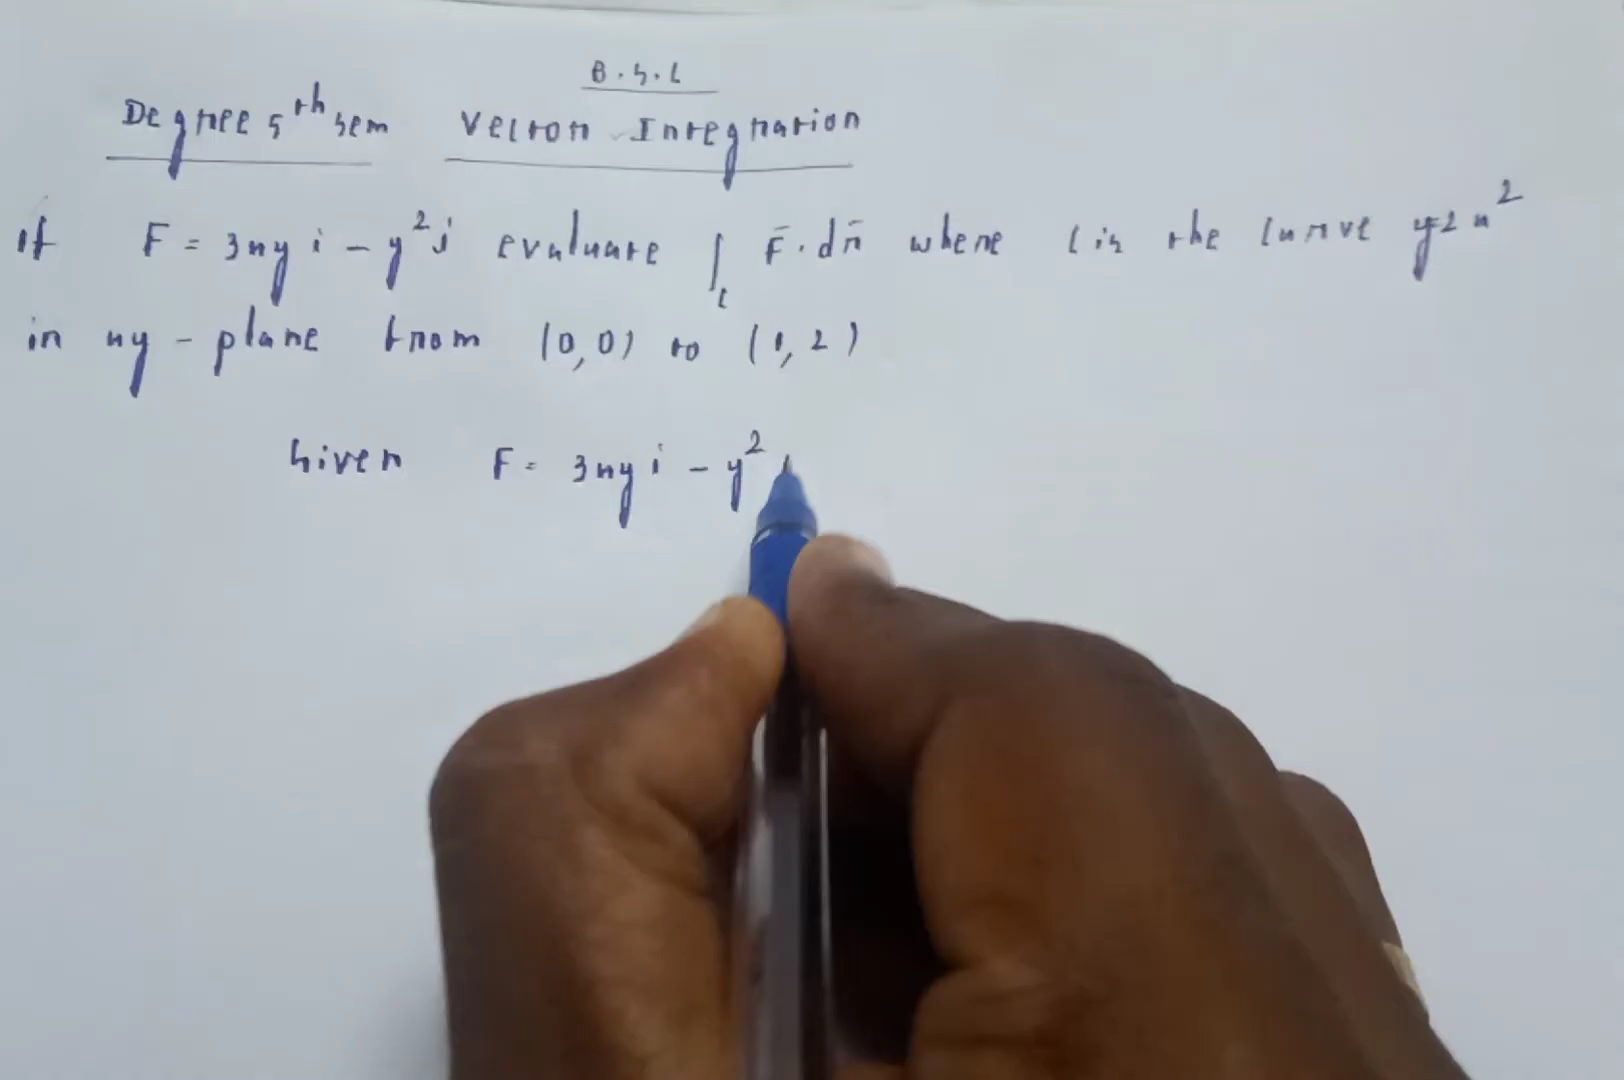 B.S.C
Degree 5th sem Vector Integration
If F = 3xy i - y² j evaluate ∫c F̄.dr̄ where C is the curve y=2x²
in xy-plane from (0,0) to (1,2)
Given F = 3xy i - y²